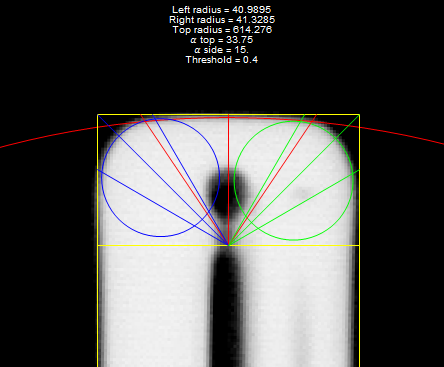 Left radius = 40.9895
Right radius = 41.3285
Top radius = 614.276
α top = 33.75
α side = 15.
Threshold = 0.4